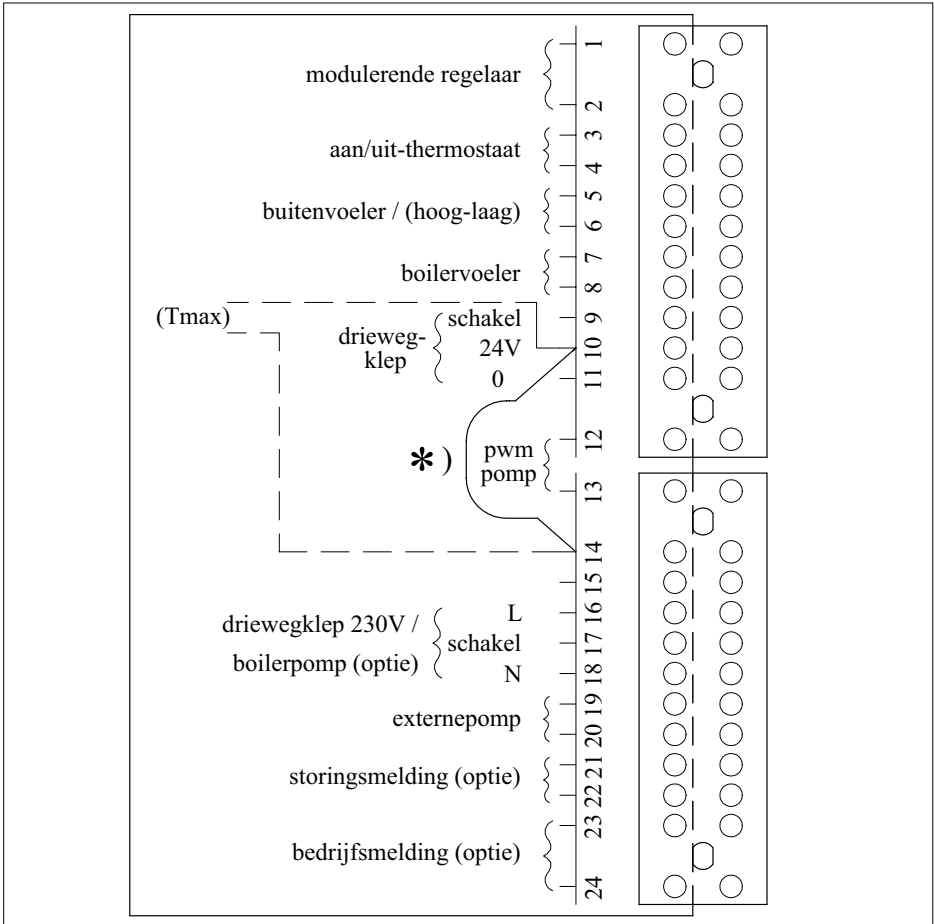 1
modulerende regelaar
2
3
aan/uit-thermostaat
4
5
buitenvoeler / (hoog-laag)
6
7
boilervoeler
8
(Tmax)
schakel
9
drieweg-
klep
24V
10
0
11
12
*)
pwm
pomp
13
14
15
L
16
driewegklep 230V /
schakel
17
boilerpomp (optie)
N
18
19
externepomp
20
21
storingsmelding (optie)
22
23
bedrijfsmelding (optie)
24